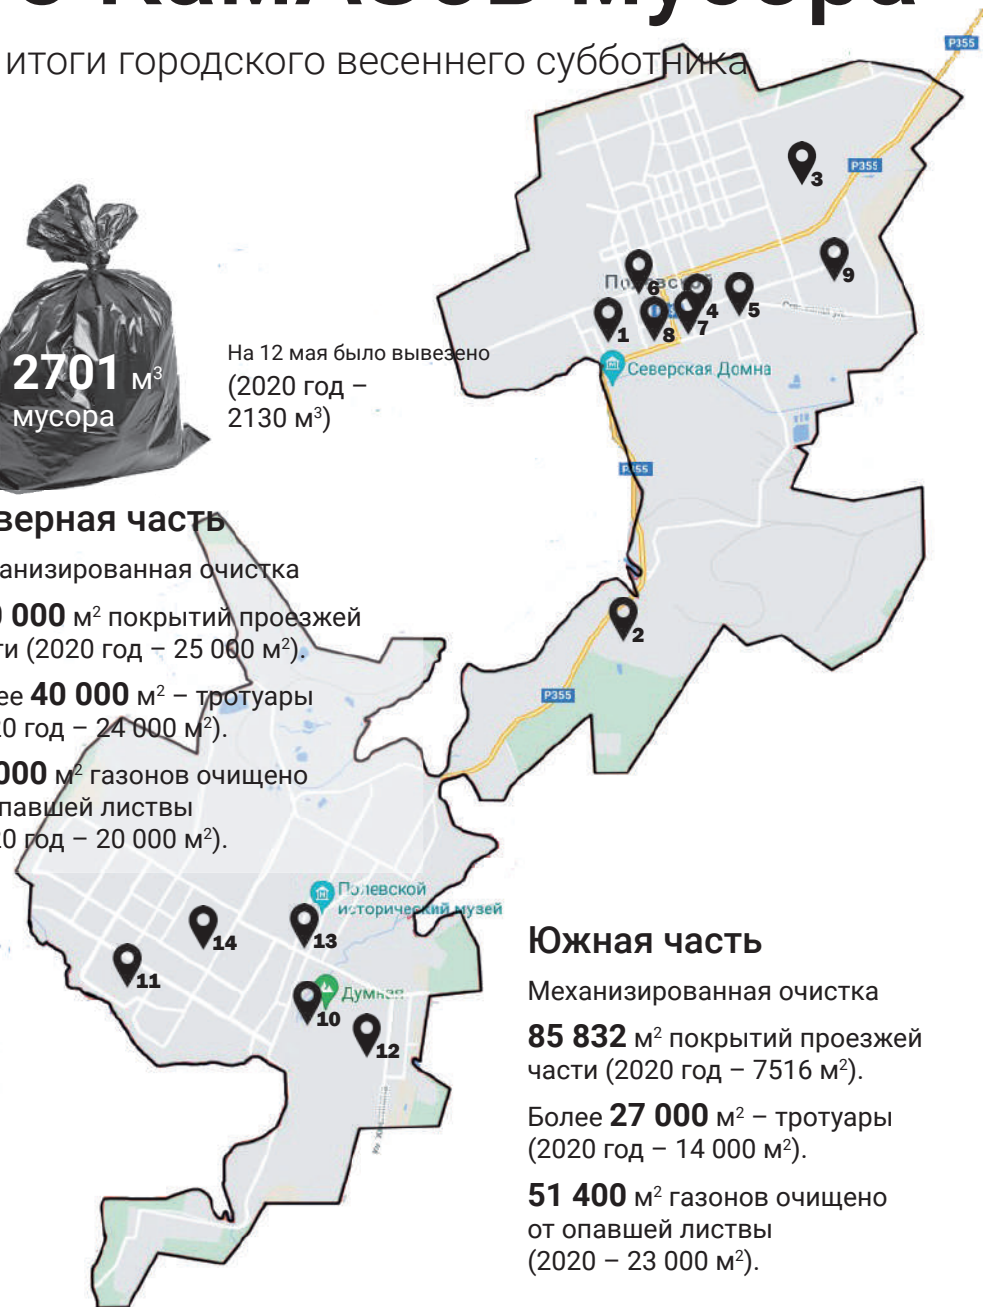 КамАЗов мусора
итоги городского весеннего субботника
P355
P355
3
9
6
4
5
1
8
7
Северская Домна
2701 м³
мусора
На 12 мая было вывезено
(2020 год –
2130 м³)
P355
верная часть
анизированная очистка
000 м² покрытий проезжей
ти (2020 год – 25 000 м²).
ее 40 000 м² – тротуары
20 год – 24 000 м²).
000 м² газонов очищено
павшей листвы
20 год – 20 000 м²).
2
P355
Полевской
исторический музей
14
13
11
Думная
10
12
Южная часть
Механизированная очистка
85 832 м² покрытий проезжей
части (2020 год – 7516 м²).
Более 27 000 м² – тротуары
(2020 год – 14 000 м²).
51 400 м² газонов очищено
от опавшей листвы
(2020 – 23 000 м²).